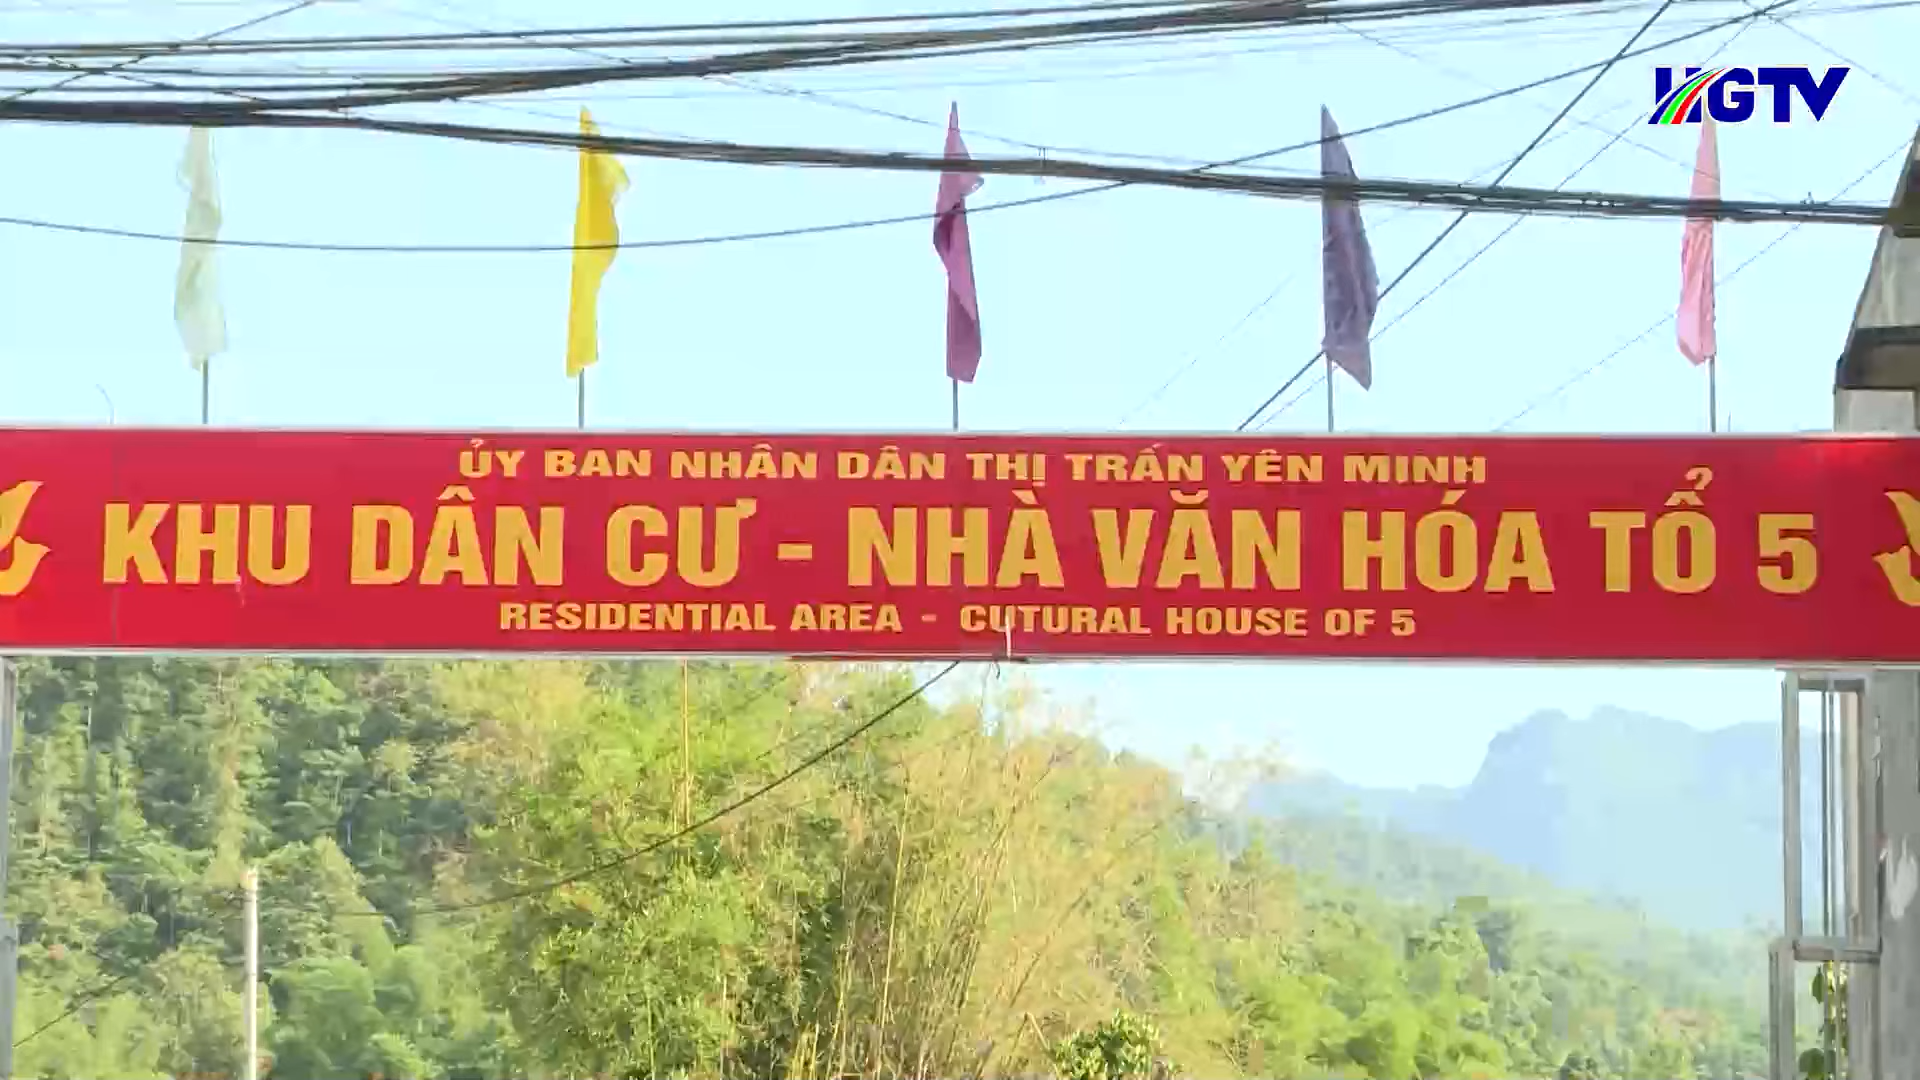 HGTV
ỦY BAN NHÂN DÂN THỊ TRẤN YÊN MINH
KHU DÂN CƯ - NHÀ VĂN HÓA TỔ 5
RESIDENTIAL AREA - CUTURAL HOUSE OF 5